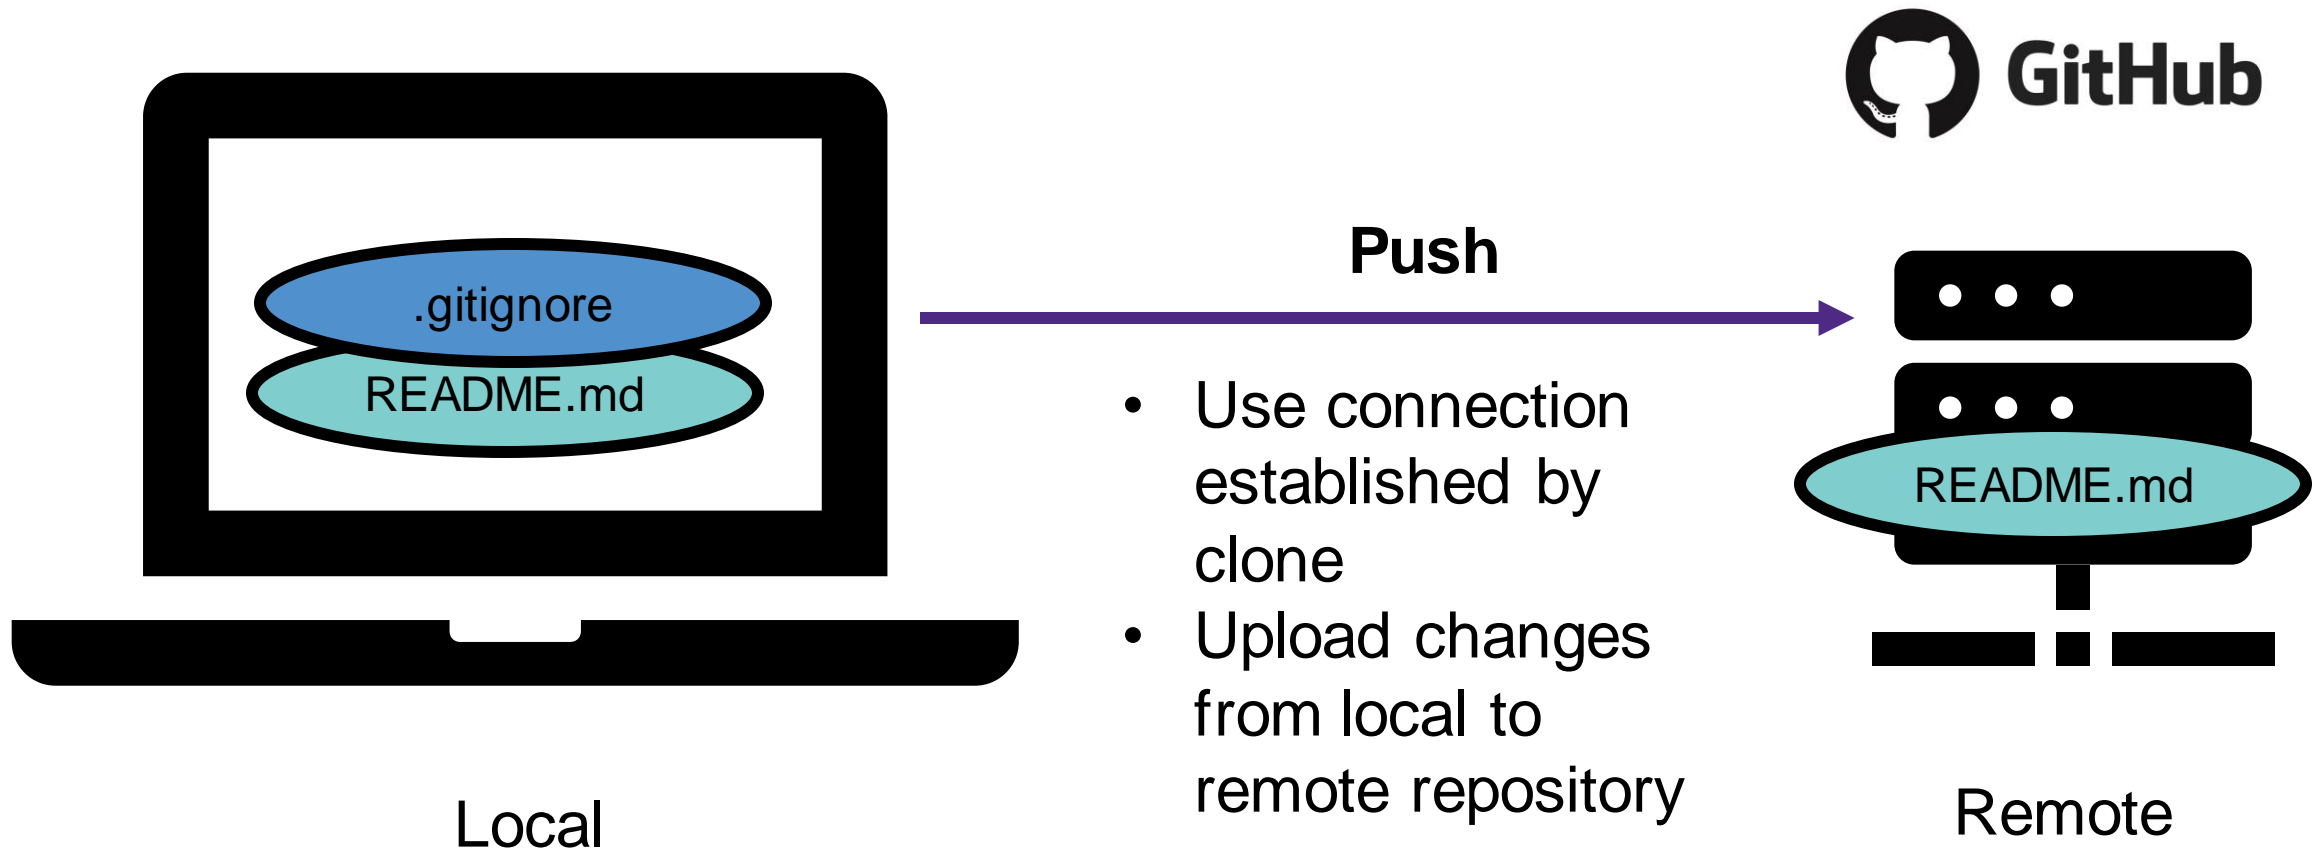 GitHub
Push
.gitignore
README.md
• Use connection
established by
clone
• Upload changes
from local to
remote repository
README.md
Local
Remote